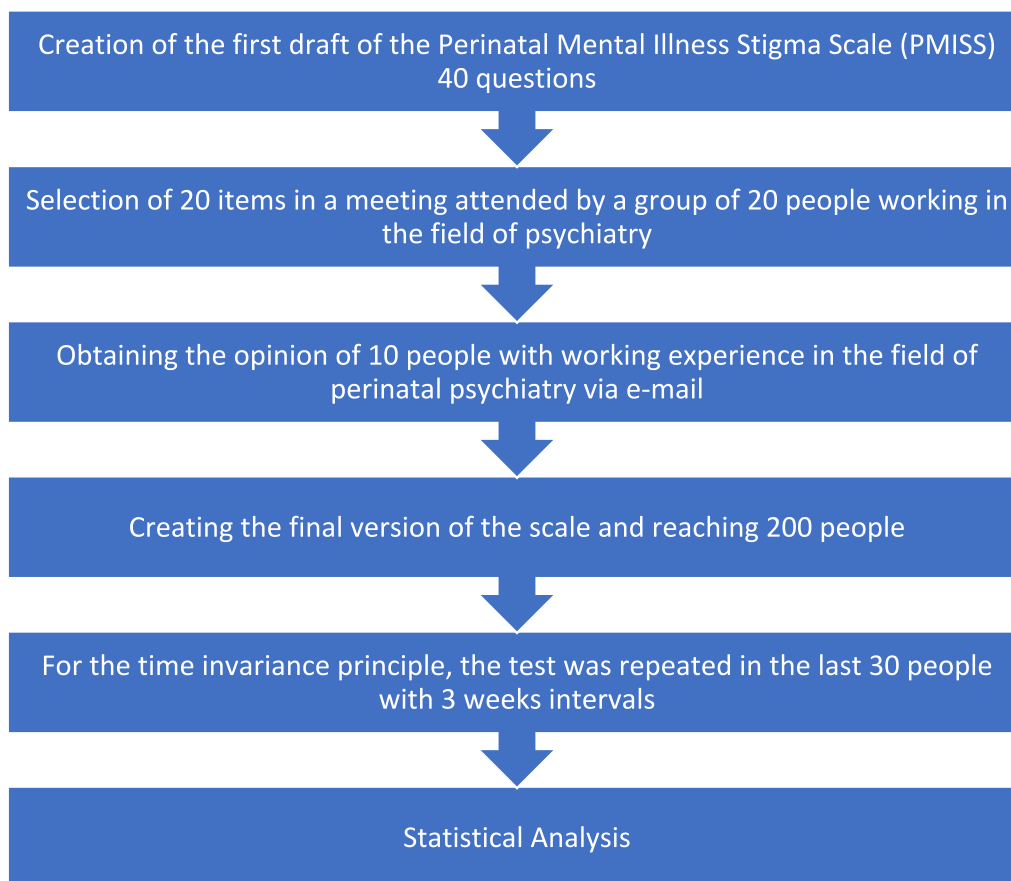 Creation of the first draft of the Perinatal Mental Illness Stigma Scale (PMISS)
40 questions
Selection of 20 items in a meeting attended by a group of 20 people working in
the field of psychiatry
Obtaining the opinion of 10 people with working experience in the field of
perinatal psychiatry via e-mail
Creating the final version of the scale and reaching 200 people
For the time invariance principle, the test was repeated in the last 30 people
with 3 weeks intervals
Statistical Analysis